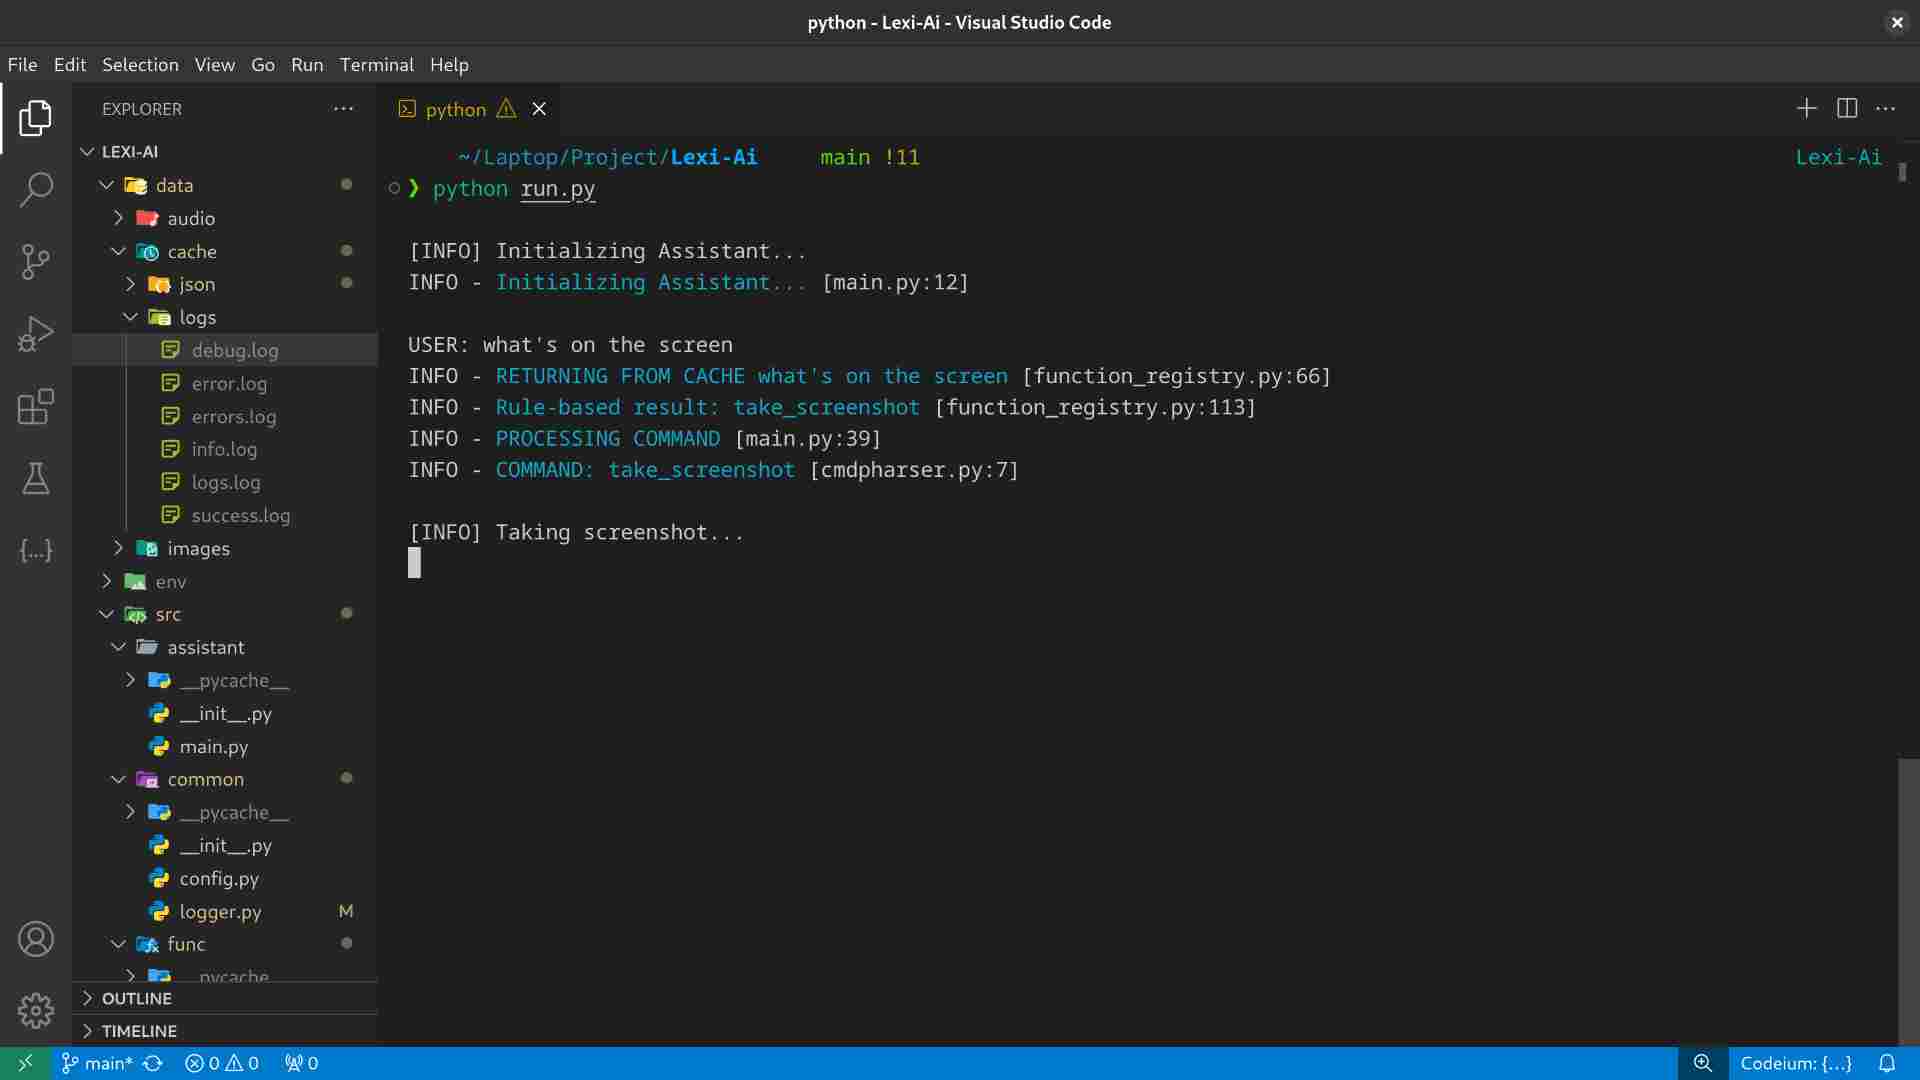 python - Lexi-Ai - Visual Studio Code
File Edit Selection View Go Run Terminal Help
EXPLORER
LEXI-AI
data
audio
cache
json
logs
debug.log
error.log
errors.log
info.log
logs.log
success.log
images
env
src
assistant
__pycache__
__init__.py
main.py
common
__pycache__
__init__.py
config.py
logger.py M
func
__pycache__
OUTLINE
TIMELINE
python
~/Laptop/Project/Lexi-Ai main !11 Lexi-Ai
❯ python run.py
[INFO] Initializing Assistant...
INFO - Initializing Assistant... [main.py:12]
USER: what's on the screen
INFO - RETURNING FROM CACHE what's on the screen [function_registry.py:66]
INFO - Rule-based result: take_screenshot [function_registry.py:113]
INFO - PROCESSING COMMAND [main.py:39]
INFO - COMMAND: take_screenshot [cmdpharser.py:7]
[INFO] Taking screenshot...
main* 0 0 0 Codeium: {...}